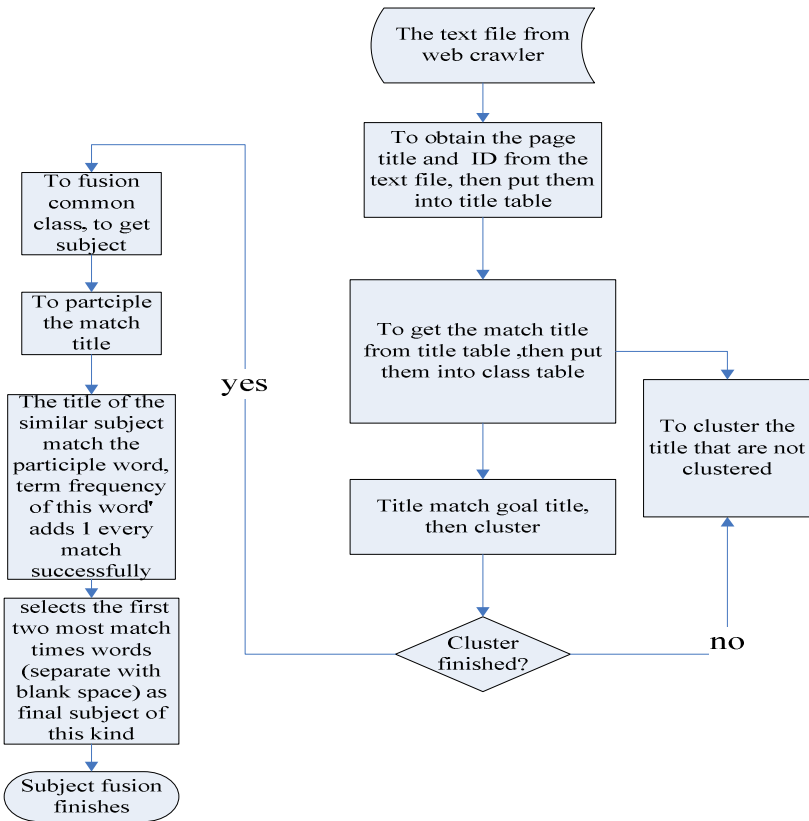 The text file from
web crawler
To obtain the page
title and ID from the
text file, then put them
into title table
To get the match title
from title table ,then put
them into class table
To cluster the
title that are not
clustered
Title match goal title,
then cluster
Cluster
finished?
no
yes
To fusion
common
class, to get
subject
To partciple
the match
title
The title of the
similar subject
match the
participle word,
term frequency
of this word'
adds 1 every
match
successfully
selects the first
two most match
times words
(separate with
blank space) as
final subject of
this kind
Subject fusion
finishes